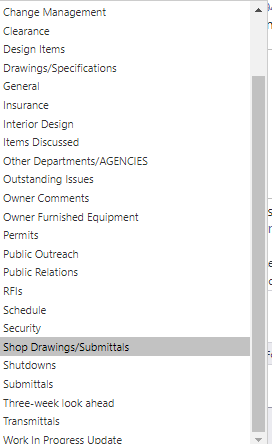 Change Management
Clearance
Design Items
Drawings/Specifications
General
Insurance
Interior Design
Items Discussed
Other Departments/AGENCIES
Outstanding Issues
Owner Comments
Owner Furnished Equipment
Permits
Public Outreach
Public Relations
RFIs
Schedule
Security
Shop Drawings/Submittals
Shutdowns
Submittals
Three-week look ahead
Transmittals
Work In Progress Update